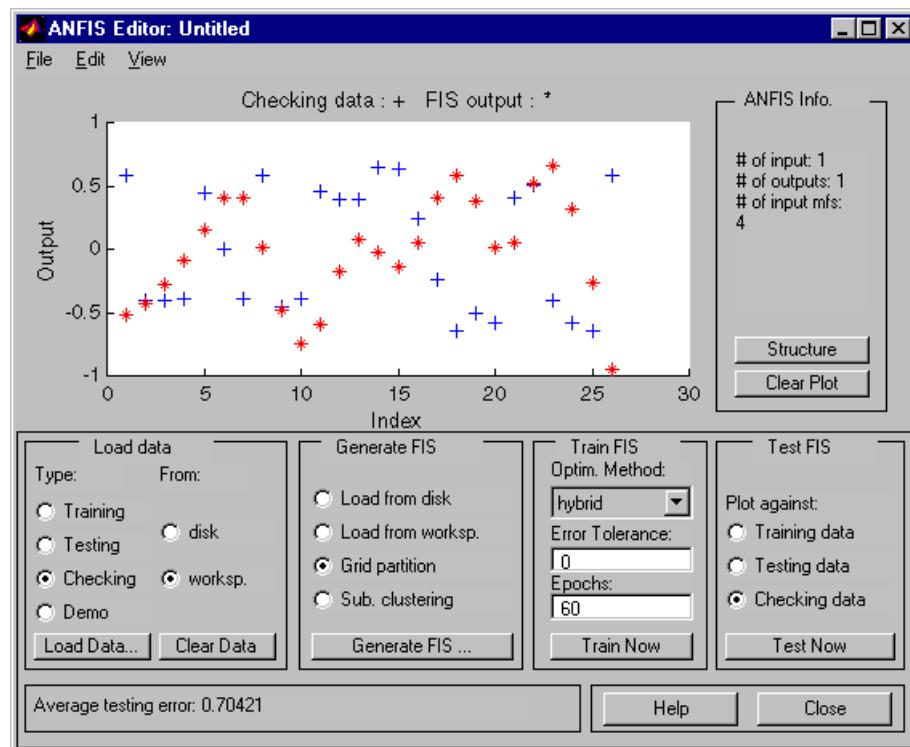 ANFIS Editor: Untitled
File Edit View
Checking data : + FIS output : *
1
0.5
0
-0.5
-1
Output
0 5 10 15 20 25 30
Index
ANFIS Info.
# of input: 1
# of outputs: 1
# of input mfs:
4
Structure
Clear Plot
Load data
Type: From:
Training
Testing
Checking
Demo
disk
worksp.
Load Data... Clear Data
Generate FIS
Load from disk
Load from worksp.
Grid partition
Sub. clustering
Generate FIS ...
Train FIS
Optim. Method:
hybrid
Error Tolerance:
0
Epochs:
60
Train Now
Test FIS
Plot against:
Training data
Testing data
Checking data
Test Now
Average testing error: 0.70421
Help Close